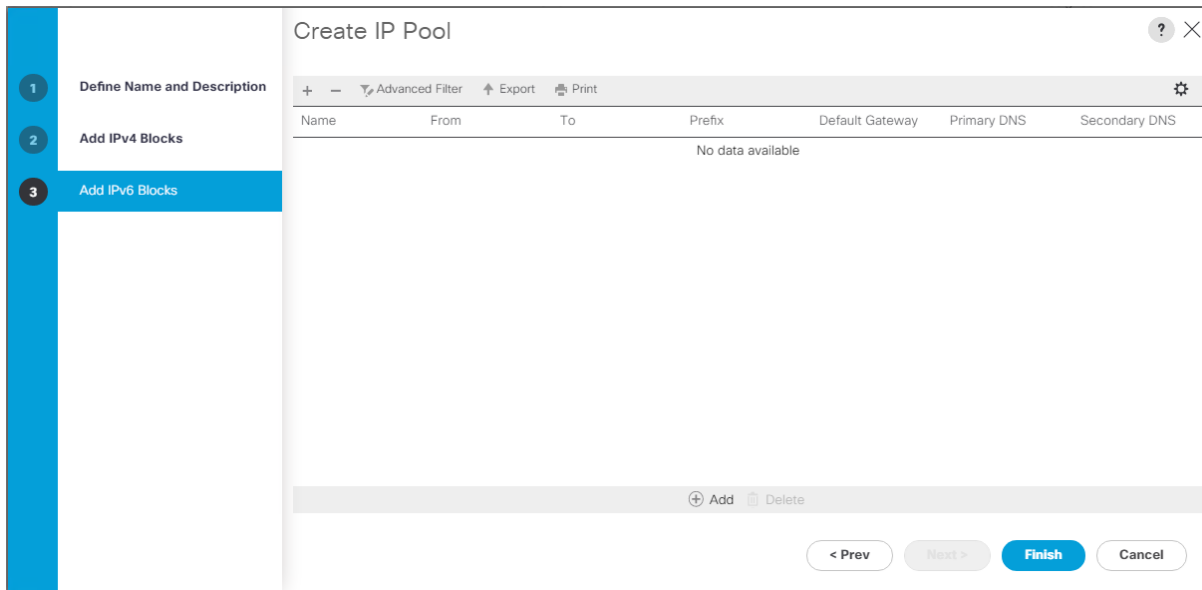 Create IP Pool
?
1 Define Name and Description
2 Add IPv4 Blocks
3 Add IPv6 Blocks
+ − Advanced Filter Export Print
Name From To Prefix Default Gateway Primary DNS Secondary DNS
No data available
Add Delete
< Prev Next > Finish Cancel